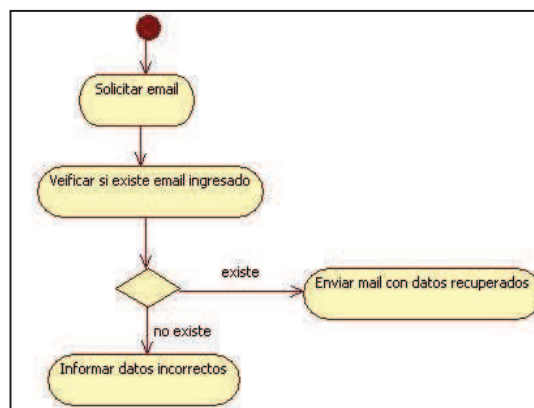 Solicitar email
Veificar si existe email ingresado
existe
Enviar mail con datos recuperados
no existe
Informar datos incorrectos